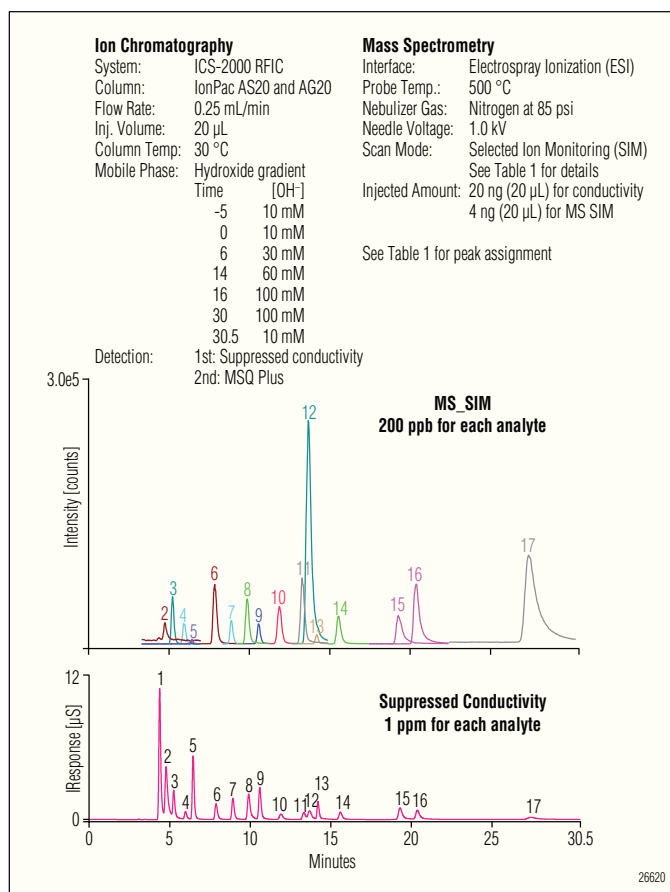 Ion Chromatography
System: ICS-2000 RFIC
Column: IonPac AS20 and AG20
Flow Rate: 0.25 mL/min
Inj. Volume: 20 µL
Column Temp: 30 °C
Mobile Phase: Hydroxide gradient
Time [OH⁻]
-5 10 mM
0 10 mM
6 30 mM
14 60 mM
16 100 mM
30 100 mM
30.5 10 mM
Detection: 1st: Suppressed conductivity
2nd: MSQ Plus
Mass Spectrometry
Interface: Electrospray Ionization (ESI)
Probe Temp.: 500 °C
Nebulizer Gas: Nitrogen at 85 psi
Needle Voltage: 1.0 kV
Scan Mode: Selected Ion Monitoring (SIM)
See Table 1 for details
Injected Amount: 20 ng (20 µL) for conductivity
4 ng (20 µL) for MS SIM
See Table 1 for peak assignment
3.0e5
Intensity [counts]
MS_SIM
200 ppb for each analyte
2 3 4 5 6 7 8 9 10 11 12 13 14 15 16 17
12
IResponse [µS]
0
Suppressed Conductivity
1 ppm for each analyte
1 2 3 4 5 6 7 8 9 10 11 12 13 14 15 16 17
0 5 10 15 20 25 30.5
Minutes
26620